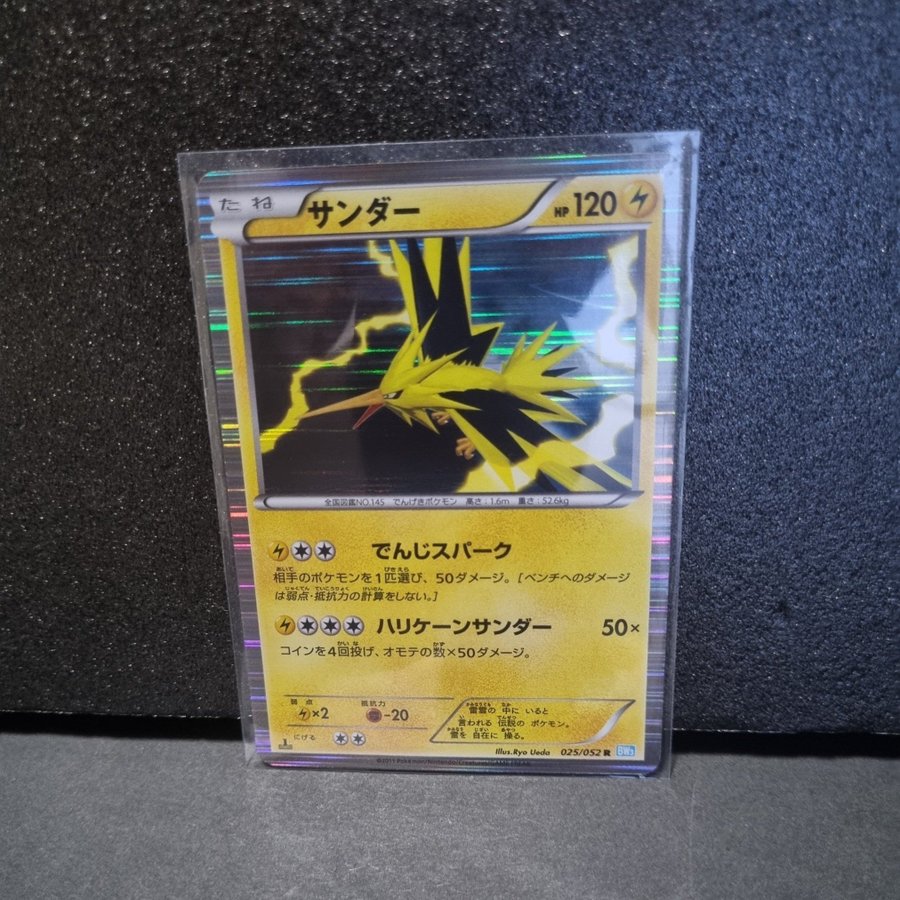 たね サンダー HP 120
全国図鑑NO.145 でんげきポケモン 高さ:1.6m 重さ:52.6kg
でんじスパーク
相手のポケモンを1匹選び、50ダメージ。[ベンチへのダメージ
は弱点・抵抗力の計算をしない。]
ハリケーンサンダー 50×
コインを4回投げ、オモテの数×50ダメージ。
弱点 抵抗力
×2 -20
にげる
雷雲の 中に いると
言われる 伝説の ポケモン。
雷を 自在に 操る。
Illus.Ryo Ueda BW3 025/052 R
©2011 Pokémon/Nintendo/Creatures/GAME FREAK.